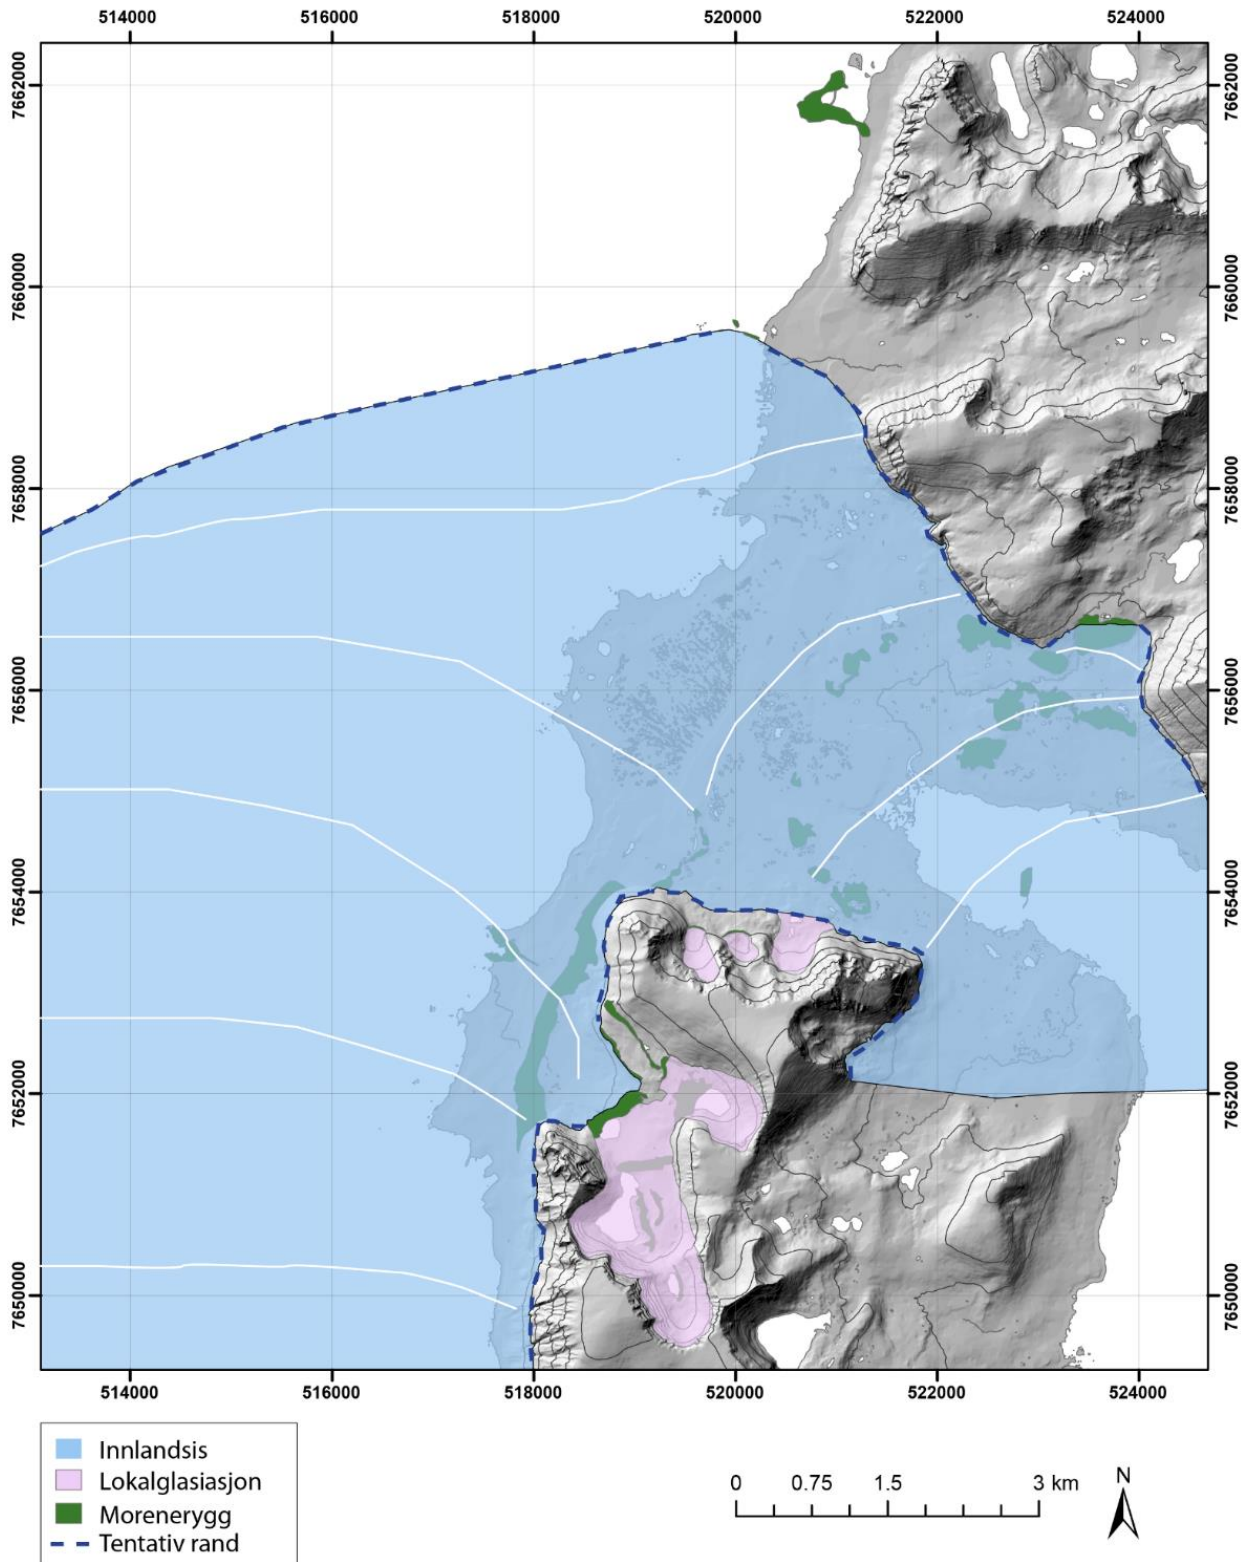 514000 516000 518000 520000 522000 524000
7662000 7662000
7660000 7660000
7658000 7658000
7656000 7656000
7654000 7654000
7652000 7652000
7650000 7650000
514000 516000 518000 520000 522000 524000
Innlandsis
Lokalglasiasjon
Morenerygg
Tentativ rand
0 0.75 1.5 3 km
N